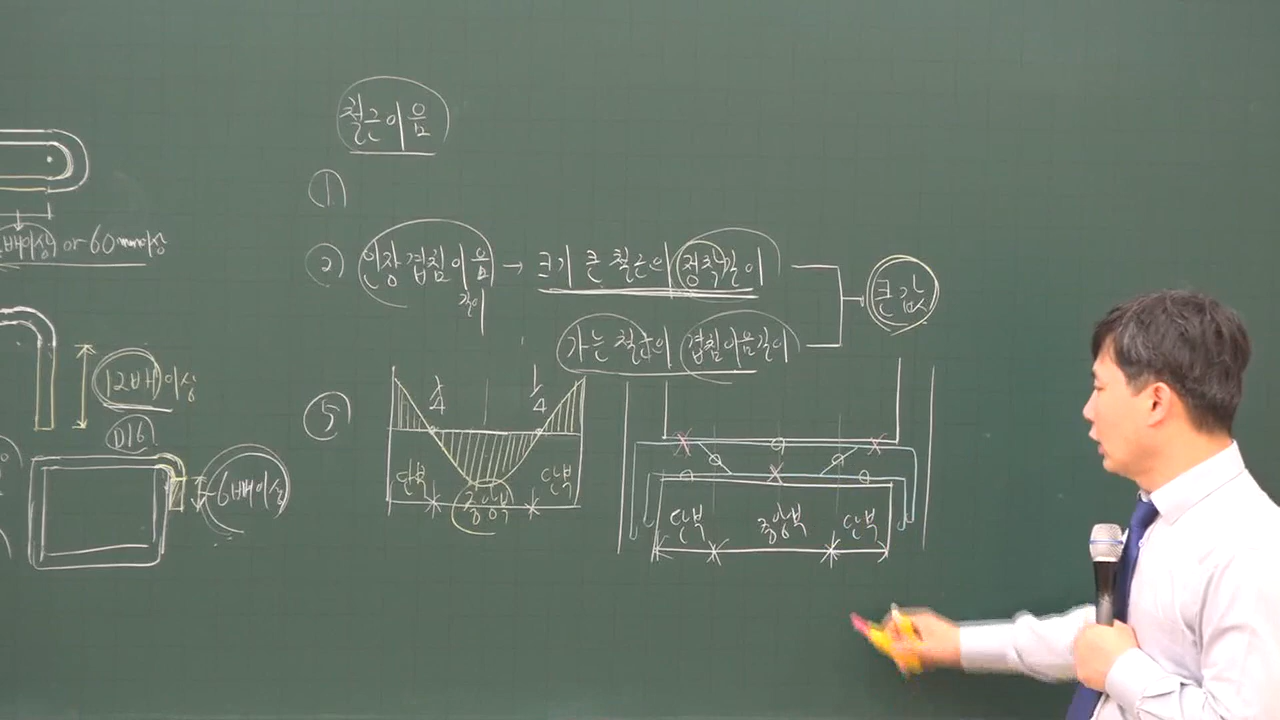 철근이음
①
② 인장겹침이음길이 → 크기 큰 철근의 정착길이
가는 철근의 겹침이음길이
큰값
⑤
1/4
1/4
단부
중앙부
단부
단부
중앙부
단부
배이상 or 60mm이상
12배이상
D16
6배이상